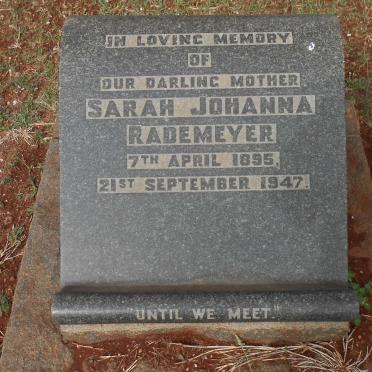 IN LOVING MEMORY
OF
OUR DARLING MOTHER
SARAH JOHANNA
RADEMEYER
7TH APRIL 1895,
21ST SEPTEMBER 1947.
"UNTIL WE MEET."